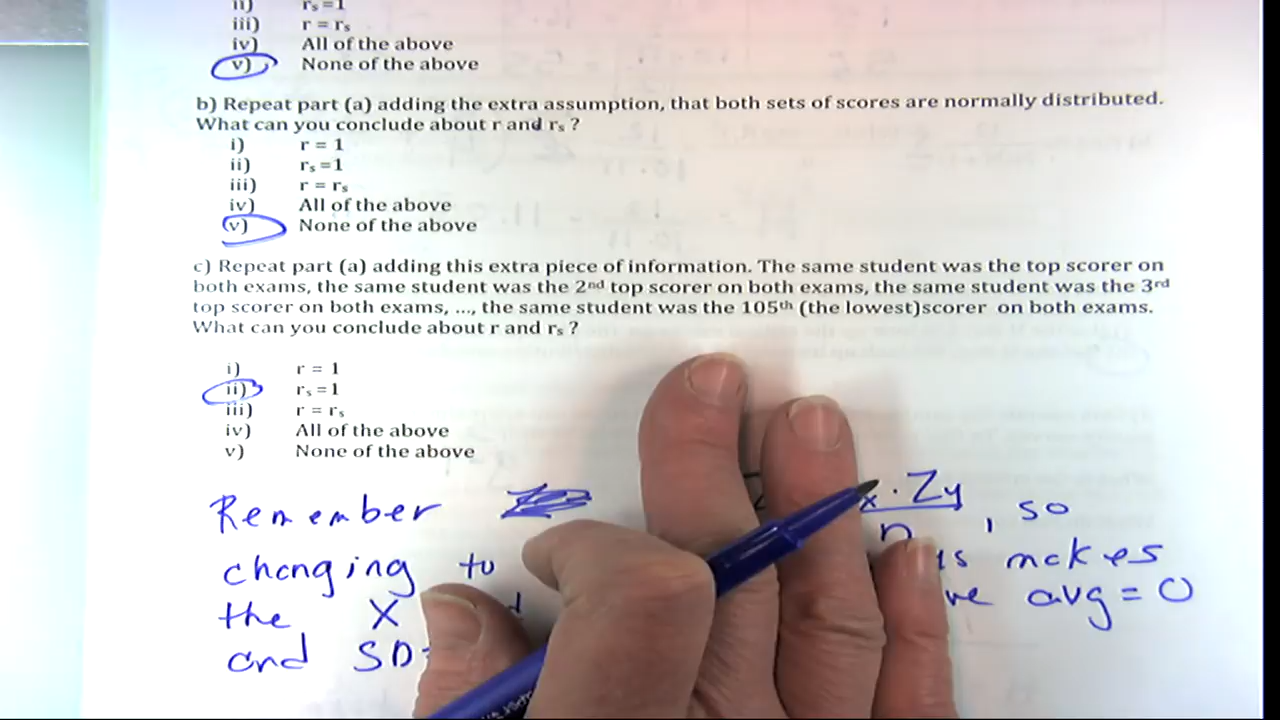 ii) rs=1
iii) r = rs
iv) All of the above
v) None of the above
b) Repeat part (a) adding the extra assumption, that both sets of scores are normally distributed.
What can you conclude about r and rs ?
i) r = 1
ii) rs=1
iii) r = rs
iv) All of the above
v) None of the above
c) Repeat part (a) adding this extra piece of information. The same student was the top scorer on
both exams, the same student was the 2nd top scorer on both exams, the same student was the 3rd
top scorer on both exams, ..., the same student was the 105th (the lowest)scorer on both exams.
What can you conclude about r and rs ?
i) r = 1
ii) rs=1
iii) r = rs
iv) All of the above
v) None of the above
Remember x · Zy , so
n
changing to makes
the X avg = 0
and SD